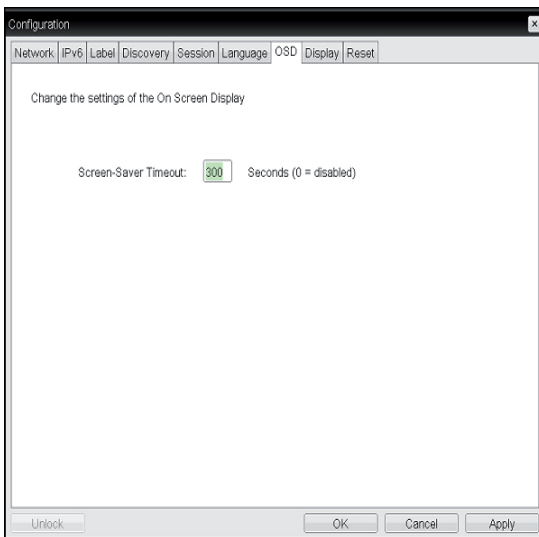 Configuration
Network IPv6 Label Discovery Session Language OSD Display Reset
Change the settings of the On Screen Display
Screen-Saver Timeout: 300 Seconds (0 = disabled)
Unlock OK Cancel Apply